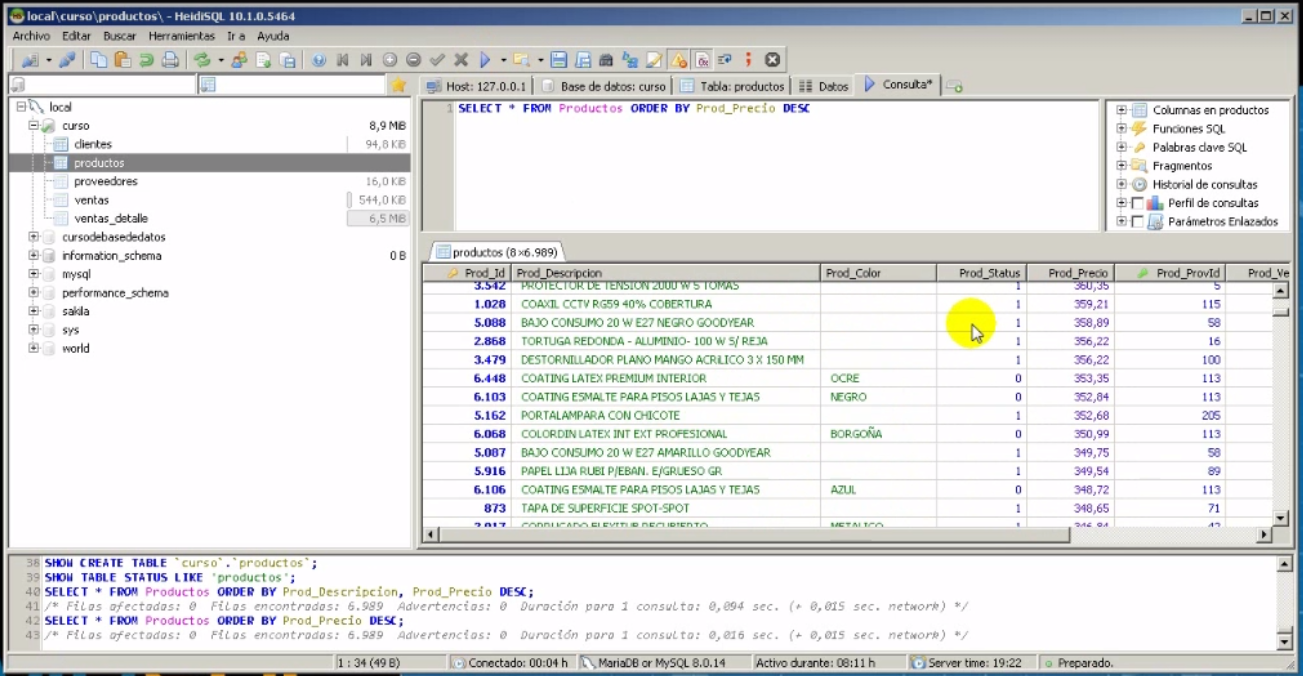 local\curso\productos\ - HeidiSQL 10.1.0.5464
Archivo Editar Buscar Herramientas Ir a Ayuda
Host: 127.0.0.1 Base de datos: curso Tabla: productos Datos Consulta*
local
curso 8,9 MiB
clientes 94,8 KiB
productos
proveedores 16,0 KiB
ventas 544,0 KiB
ventas_detalle 6,5 MiB
cursodebasededatos
information_schema 0 B
mysql
performance_schema
sakila
sys
world
1 SELECT * FROM Productos ORDER BY Prod_Precio DESC
Columnas en productos
Funciones SQL
Palabras clave SQL
Fragmentos
Historial de consultas
Perfil de consultas
Parámetros Enlazados
productos (8×6.989)
Prod_Id Prod_Descripcion Prod_Color Prod_Status Prod_Precio Prod_ProvId Prod_Ve
3.542 PROTECTOR DE TENSION 2000 W 5 TOMAS 1 360,35 5
1.028 COAXIL CCTV RG59 40% COBERTURA 1 359,21 115
5.088 BAJO CONSUMO 20 W E27 NEGRO GOODYEAR 1 358,89 58
2.868 TORTUGA REDONDA - ALUMINIO- 100 W S/ REJA 1 356,22 16
3.479 DESTORNILLADOR PLANO MANGO ACRILICO 3 X 150 MM 1 356,22 100
6.448 COATING LATEX PREMIUM INTERIOR OCRE 0 353,35 113
6.103 COATING ESMALTE PARA PISOS LAJAS Y TEJAS NEGRO 0 352,84 113
5.162 PORTALAMPARA CON CHICOTE 1 352,68 205
6.068 COLORDIN LATEX INT EXT PROFESIONAL BORGOÑA 0 350,99 113
5.087 BAJO CONSUMO 20 W E27 AMARILLO GOODYEAR 1 349,75 58
5.916 PAPEL LIJA RUBI P/EBAN. E/GRUESO GR 1 349,54 89
6.106 COATING ESMALTE PARA PISOS LAJAS Y TEJAS AZUL 0 348,72 113
873 TAPA DE SUPERFICIE SPOT-SPOT 1 348,65 71
METALICO 1 346,84 42
38 SHOW CREATE TABLE `curso`.`productos`;
39 SHOW TABLE STATUS LIKE 'productos';
40 SELECT * FROM Productos ORDER BY Prod_Descripcion, Prod_Precio DESC;
41 /* Filas afectadas: 0 Filas encontradas: 6.989 Advertencias: 0 Duración para 1 consulta: 0,094 sec. (+ 0,015 sec. network) */
42 SELECT * FROM Productos ORDER BY Prod_Precio DESC;
43 /* Filas afectadas: 0 Filas encontradas: 6.989 Advertencias: 0 Duración para 1 consulta: 0,016 sec. (+ 0,015 sec. network) */
1 : 34 (49 B) Conectado: 00:04 h MariaDB or MySQL 8.0.14 Activo durante: 08:11 h Server time: 19:22 Preparado.